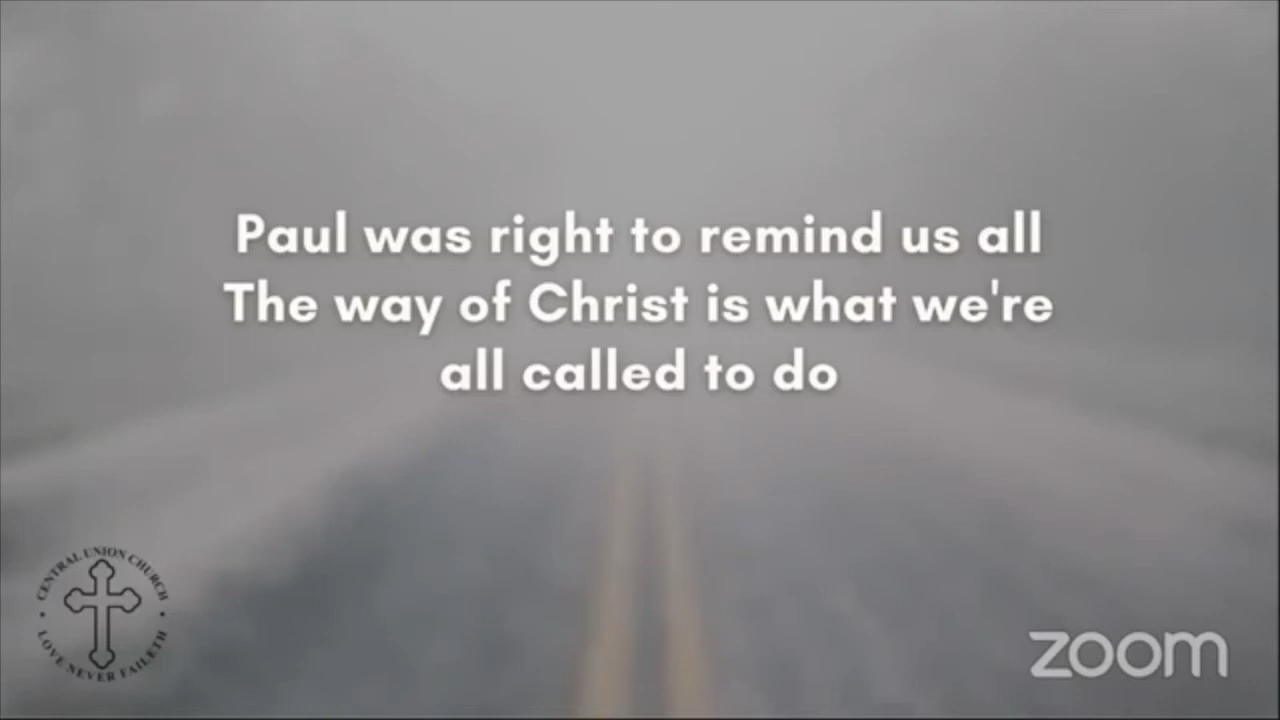 Paul was right to remind us all
The way of Christ is what we're
all called to do
CENTRAL UNION CHURCH
LOVE NEVER FAILETH
zoom